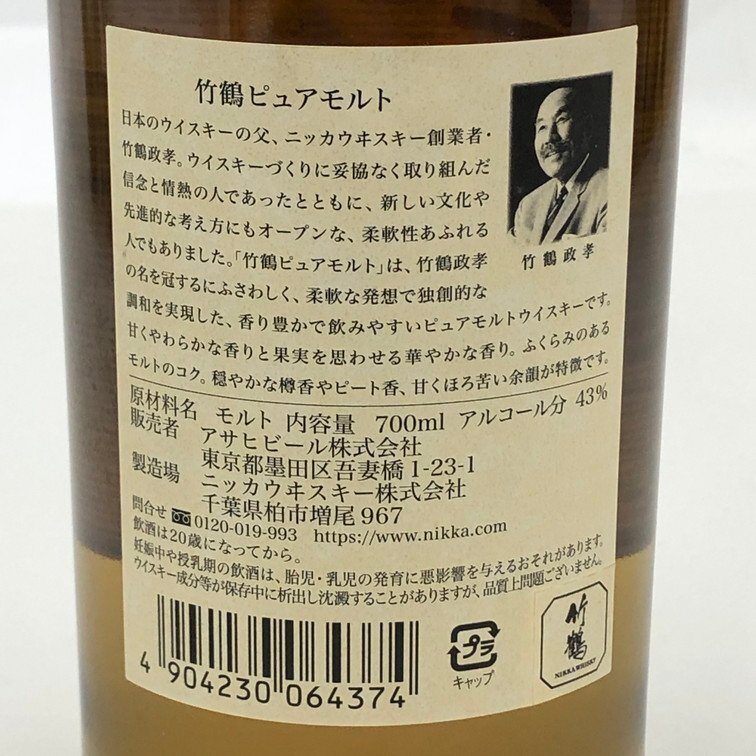 竹鶴ピュアモルト
日本のウイスキーの父、ニッカウヰスキー創業者・
竹鶴政孝。ウイスキーづくりに妥協なく取り組んだ
信念と情熱の人であったとともに、新しい文化や
先進的な考え方にもオープンな、柔軟性あふれる
人でもありました。「竹鶴ピュアモルト」は、竹鶴政孝
の名を冠するにふさわしく、柔軟な発想で独創的な
調和を実現した、香り豊かで飲みやすいピュアモルトウイスキーです。
甘くやわらかな香りと果実を思わせる華やかな香り。ふくらみのある
モルトのコク。穏やかな樽香やピート香、甘くほろ苦い余韻が特徴です。
竹鶴政孝
原材料名 モルト 内容量 700ml アルコール分 43%
販売者 アサヒビール株式会社
東京都墨田区吾妻橋1-23-1
製造場 ニッカウヰスキー株式会社
千葉県柏市増尾967
問合せ 0120-019-993 https://www.nikka.com
飲酒は20歳になってから。
妊娠中や授乳期の飲酒は、胎児・乳児の発育に悪影響を与えるおそれがあります。
ウイスキー成分等が保存中に析出し沈澱することがありますが、品質上問題ございません。
4 904230 064374
プラ
キャップ
竹鶴
NIKKA WHISKY